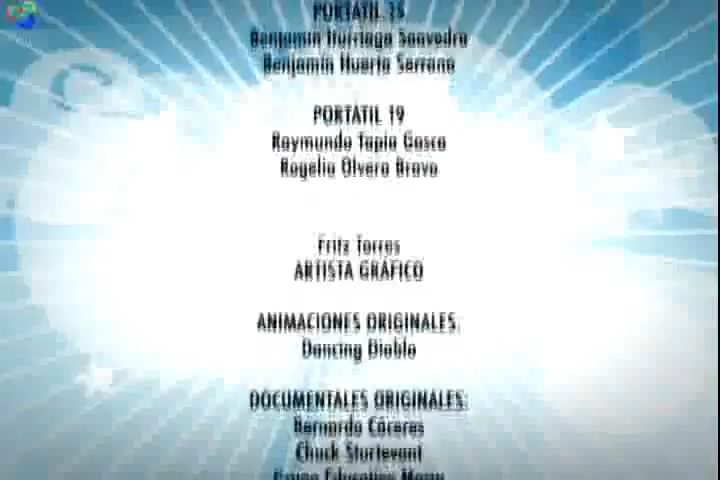 PORTATIL
Benjamin Iturriaga Saavedra
Benjamin Huerta Serrano
PORTATIL 19
Raymundo Tapia Gasca
Rogelio Olvera Bravo
Fritz Torres
ARTISTA GRÁFICO
ANIMACIONES ORIGINALES:
Dancing Diablo
DOCUMENTALES ORIGINALES:
Bernardo Cáceres
Chuck Sturtevant